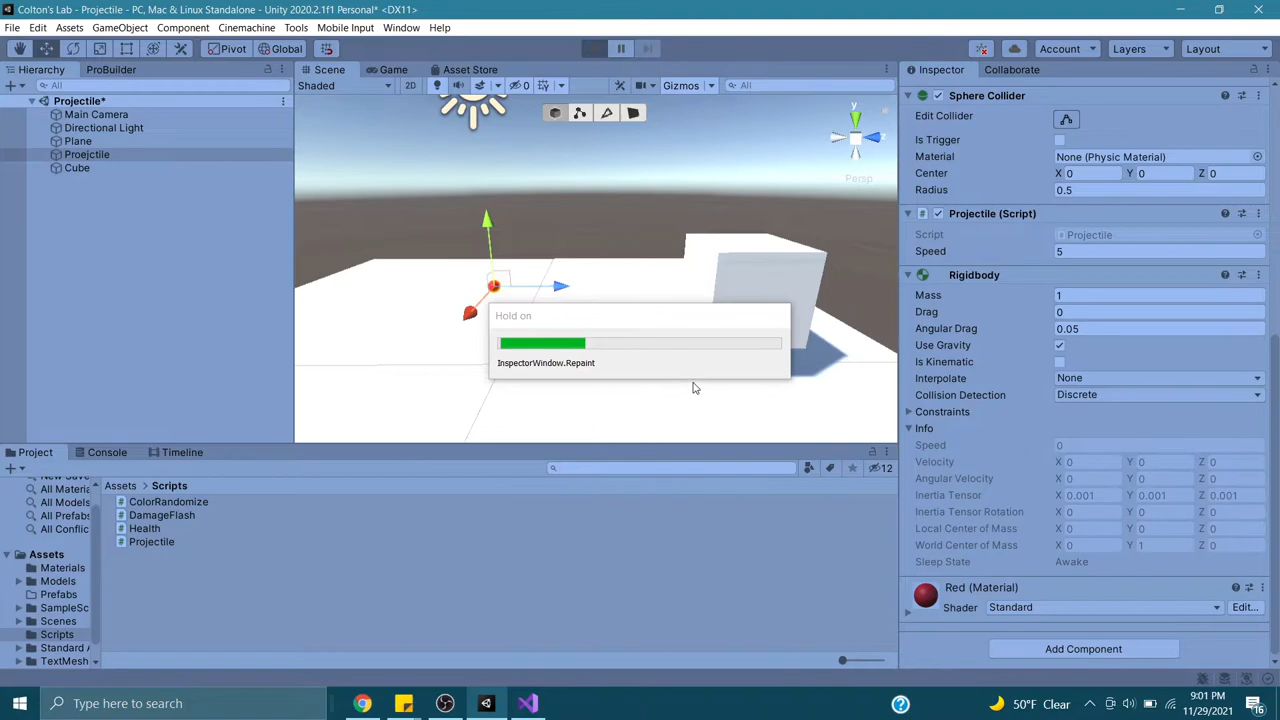 Colton's Lab - Projectile - PC, Mac & Linux Standalone - Unity 2020.2.1f1 Personal* <DX11>
File Edit Assets GameObject Component Cinemachine Tools Mobile Input Window Help
Pivot Global Account Layers Layout
Hierarchy ProBuilder
All
Projectile*
Main Camera
Directional Light
Plane
Proejctile
Cube
Scene Game Asset Store
Shaded 2D 0 Gizmos All
y
z
Persp
Hold on
InspectorWindow.Repaint
Inspector Collaborate
Sphere Collider
Edit Collider
Is Trigger
Material None (Physic Material)
Center X 0 Y 0 Z 0
Radius 0.5
# Projectile (Script)
Script # Projectile
Speed 5
Rigidbody
Mass 1
Drag 0
Angular Drag 0.05
Use Gravity
Is Kinematic
Interpolate None
Collision Detection Discrete
Constraints
Info
Speed 0
Velocity X 0 Y 0 Z 0
Angular Velocity X 0 Y 0 Z 0
Inertia Tensor X 0.001 Y 0.001 Z 0.001
Inertia Tensor Rotation X 0 Y 0 Z 0
Local Center of Mass X 0 Y 0 Z 0
World Center of Mass X 0 Y 1 Z 0
Sleep State Awake
Red (Material)
Shader Standard Edit...
Add Component
Project Console Timeline
12
All Materia
All Models
All Prefabs
All Conflic
Assets
Materials
Models
Prefabs
SampleSc
Scenes
Scripts
Standard A
TextMesh
Assets Scripts
# ColorRandomize
# DamageFlash
# Health
# Projectile
Type here to search
50°F Clear
9:01 PM
11/29/2021
16